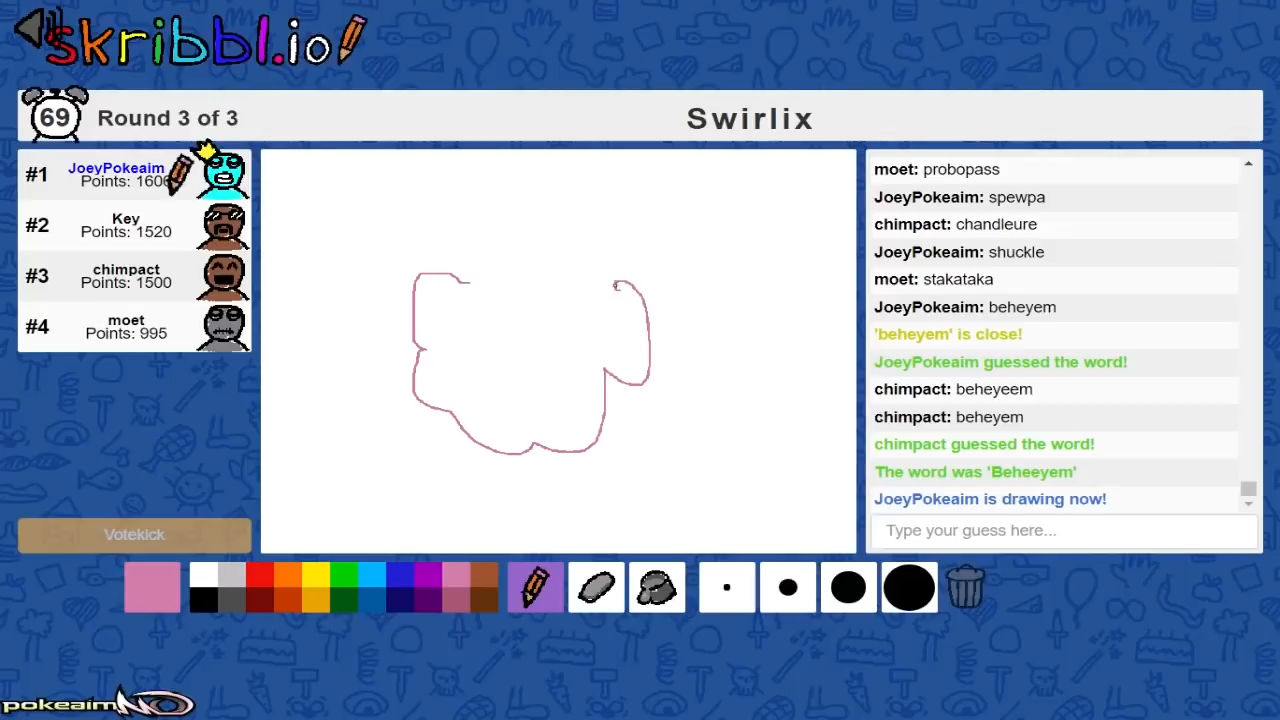 skribbl.io
69
Round 3 of 3
Swirlix
#1
JoeyPokeaim
Points: 1606
#2
Key
Points: 1520
#3
chimpact
Points: 1500
#4
moet
Points: 995
Votekick
moet: probopass
JoeyPokeaim: spewpa
chimpact: chandleure
JoeyPokeaim: shuckle
moet: stakataka
JoeyPokeaim: beheyem
'beheyem' is close!
JoeyPokeaim guessed the word!
chimpact: beheyeem
chimpact: beheyem
chimpact guessed the word!
The word was 'Beheeyem'
JoeyPokeaim is drawing now!
Type your guess here...
pokeaim